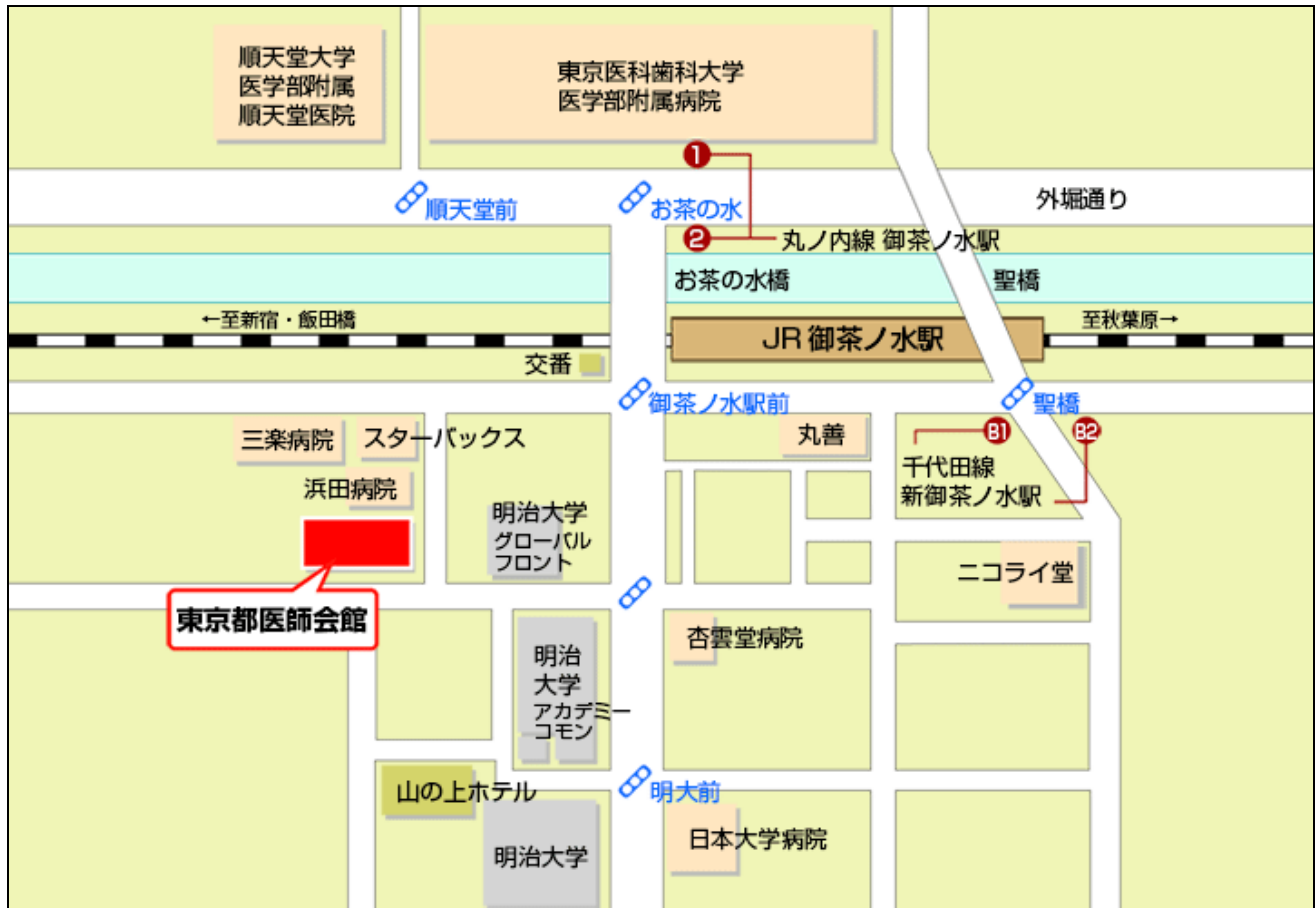 順天堂大学
医学部附属
順天堂医院
東京医科歯科大学
医学部附属病院
1
順天堂前
お茶の水
外堀通り
2
丸ノ内線 御茶ノ水駅
お茶の水橋
聖橋
←至新宿・飯田橋
至秋葉原→
JR 御茶ノ水駅
交番
御茶ノ水駅前
聖橋
三楽病院
スターバックス
丸善
B1
B2
千代田線
新御茶ノ水駅
浜田病院
明治大学
グローバル
フロント
ニコライ堂
東京都医師会館
杏雲堂病院
明治
大学
アカデミー
コモン
山の上ホテル
明大前
日本大学病院
明治大学